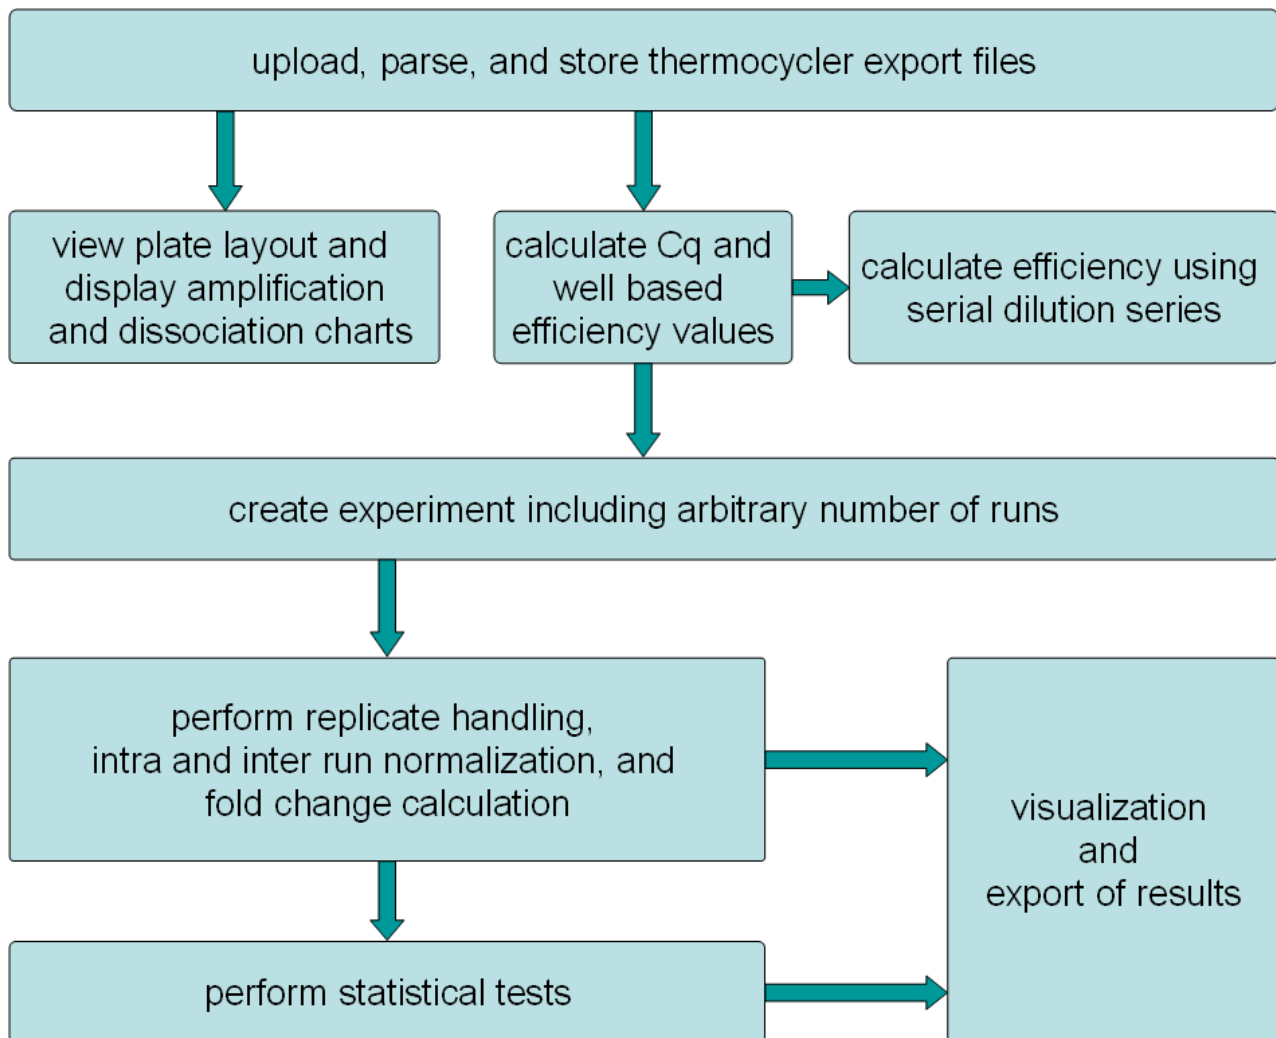 upload, parse, and store thermocycler export files
view plate layout and
display amplification
and dissociation charts
calculate Cq and
well based
efficiency values
calculate efficiency using
serial dilution series
create experiment including arbitrary number of runs
perform replicate handling,
intra and inter run normalization, and
fold change calculation
visualization
and
export of results
perform statistical tests